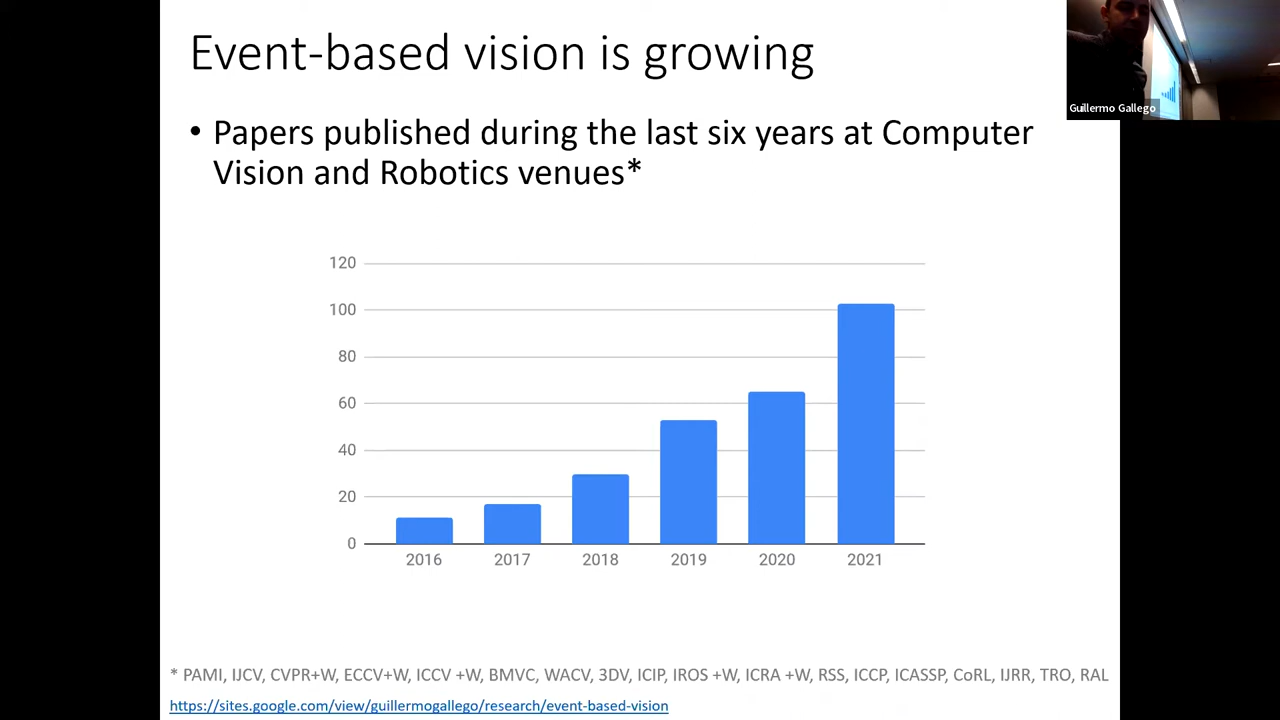 Event-based vision is growing
Guillermo Gallego
• Papers published during the last six years at Computer
Vision and Robotics venues*
120
100
80
60
40
20
0
2016 2017 2018 2019 2020 2021
* PAMI, IJCV, CVPR+W, ECCV+W, ICCV +W, BMVC, WACV, 3DV, ICIP, IROS +W, ICRA +W, RSS, ICCP, ICASSP, CoRL, IJRR, TRO, RAL
https://sites.google.com/view/guillermogallego/research/event-based-vision